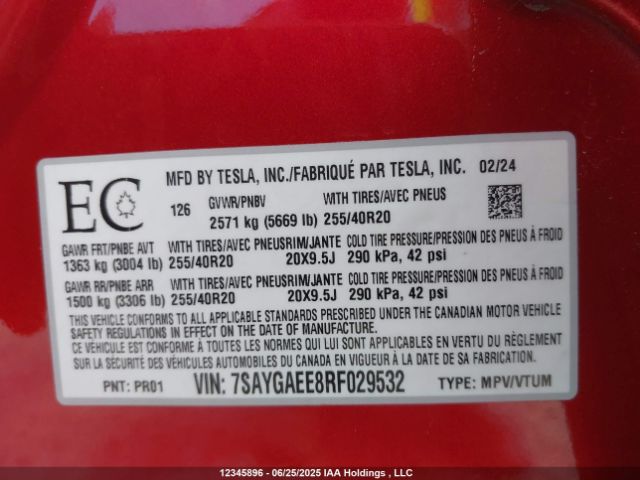 EC
MFD BY TESLA, INC./FABRIQUÉ PAR TESLA, INC. 02/24
126 GVWR/PNBV WITH TIRES/AVEC PNEUS
2571 kg (5669 lb) 255/40R20
GAWR FRT/PNBE AVT WITH TIRES/AVEC PNEUS RIM/JANTE COLD TIRE PRESSURE/PRESSION DES PNEUS À FROID
1363 kg (3004 lb) 255/40R20 20X9.5J 290 kPa, 42 psi
GAWR RR/PNBE ARR WITH TIRES/AVEC PNEUS RIM/JANTE COLD TIRE PRESSURE/PRESSION DES PNEUS À FROID
1500 kg (3306 lb) 255/40R20 20X9.5J 290 kPa, 42 psi
THIS VEHICLE CONFORMS TO ALL APPLICABLE STANDARDS PRESCRIBED UNDER THE CANADIAN MOTOR VEHICLE
SAFETY REGULATIONS IN EFFECT ON THE DATE OF MANUFACTURE.
CE VÉHICULE EST CONFORME À TOUTES LES NORMES QUI LUI SONT APPLICABLES EN VERTU DU RÈGLEMENT
SUR LA SÉCURITÉ DES VÉHICULES AUTOMOBILES DU CANADA EN VIGUEUR À LA DATE DE SA FABRICATION.
PNT: PR01 VIN: 7SAYGAEE8RF029532 TYPE: MPV/VTUM
12345896 - 06/25/2025 IAA Holdings , LLC